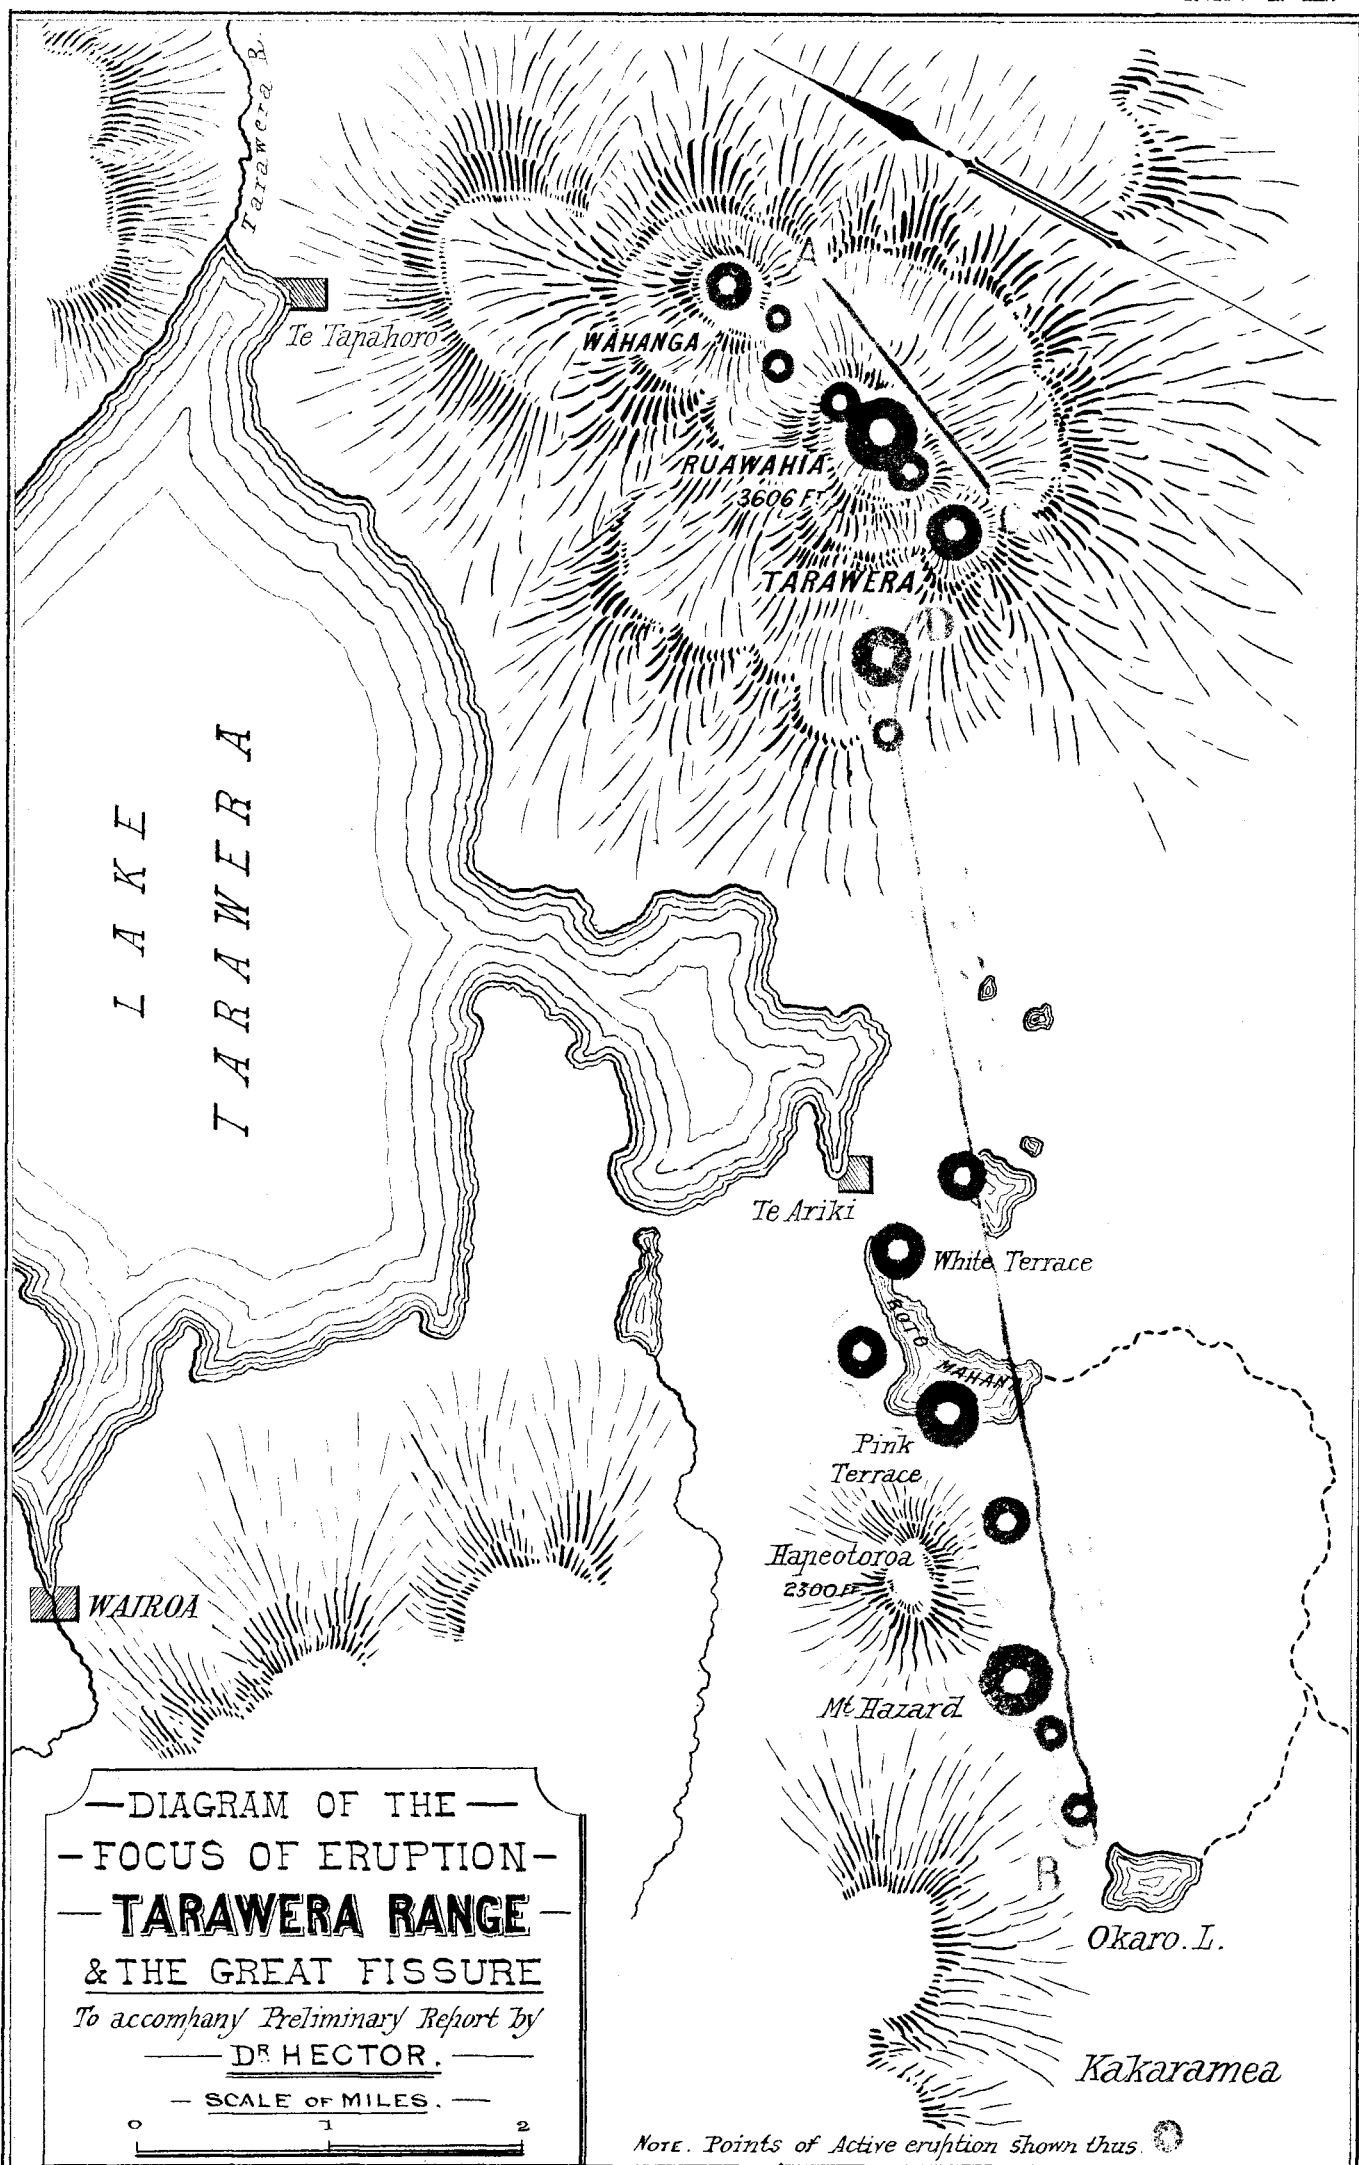 Tarawera R.
A
Te Tapahoro
WAHANGA
RUAWAHIA
3606 FT
C
TARAWERA
D
LAKE
TARAWERA
Te Ariki
White Terrace
ROTO
MAHANA
Pink
Terrace
Hapeotoroa
2300 FT
WAIROA
Mt Hazard
B
Okaro. L.
Kakaramea
—DIAGRAM OF THE—
—FOCUS OF ERUPTION—
—TARAWERA RANGE—
& THE GREAT FISSURE
To accompany Preliminary Report by
—DR HECTOR.—
— SCALE OF MILES. —
0 1 2
NOTE. Points of Active eruption shown thus